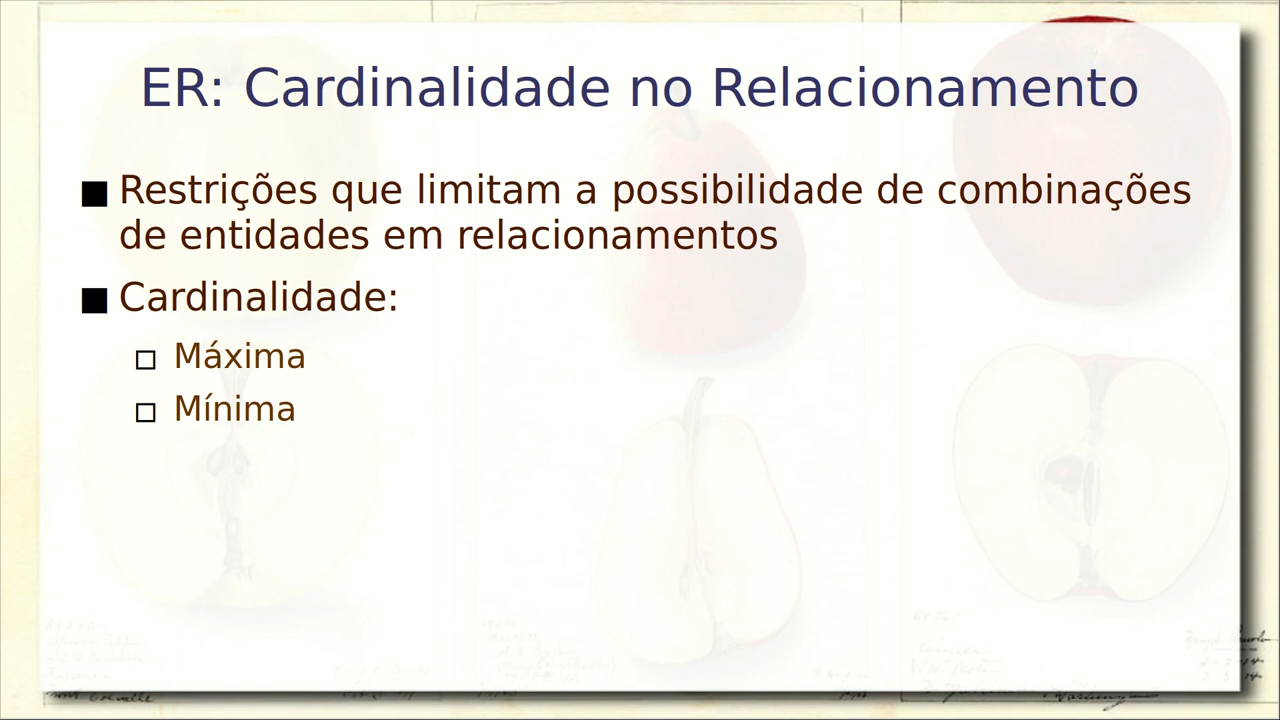 ER: Cardinalidade no Relacionamento
Restrições que limitam a possibilidade de combinações
de entidades em relacionamentos
Cardinalidade:
Máxima
Mínima